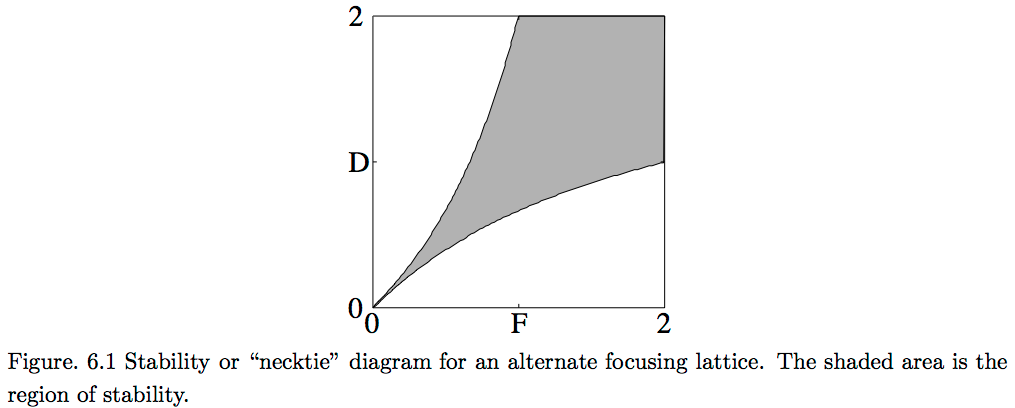 2
D
0
0 F 2
Figure. 6.1 Stability or “necktie” diagram for an alternate focusing lattice. The shaded area is the
region of stability.